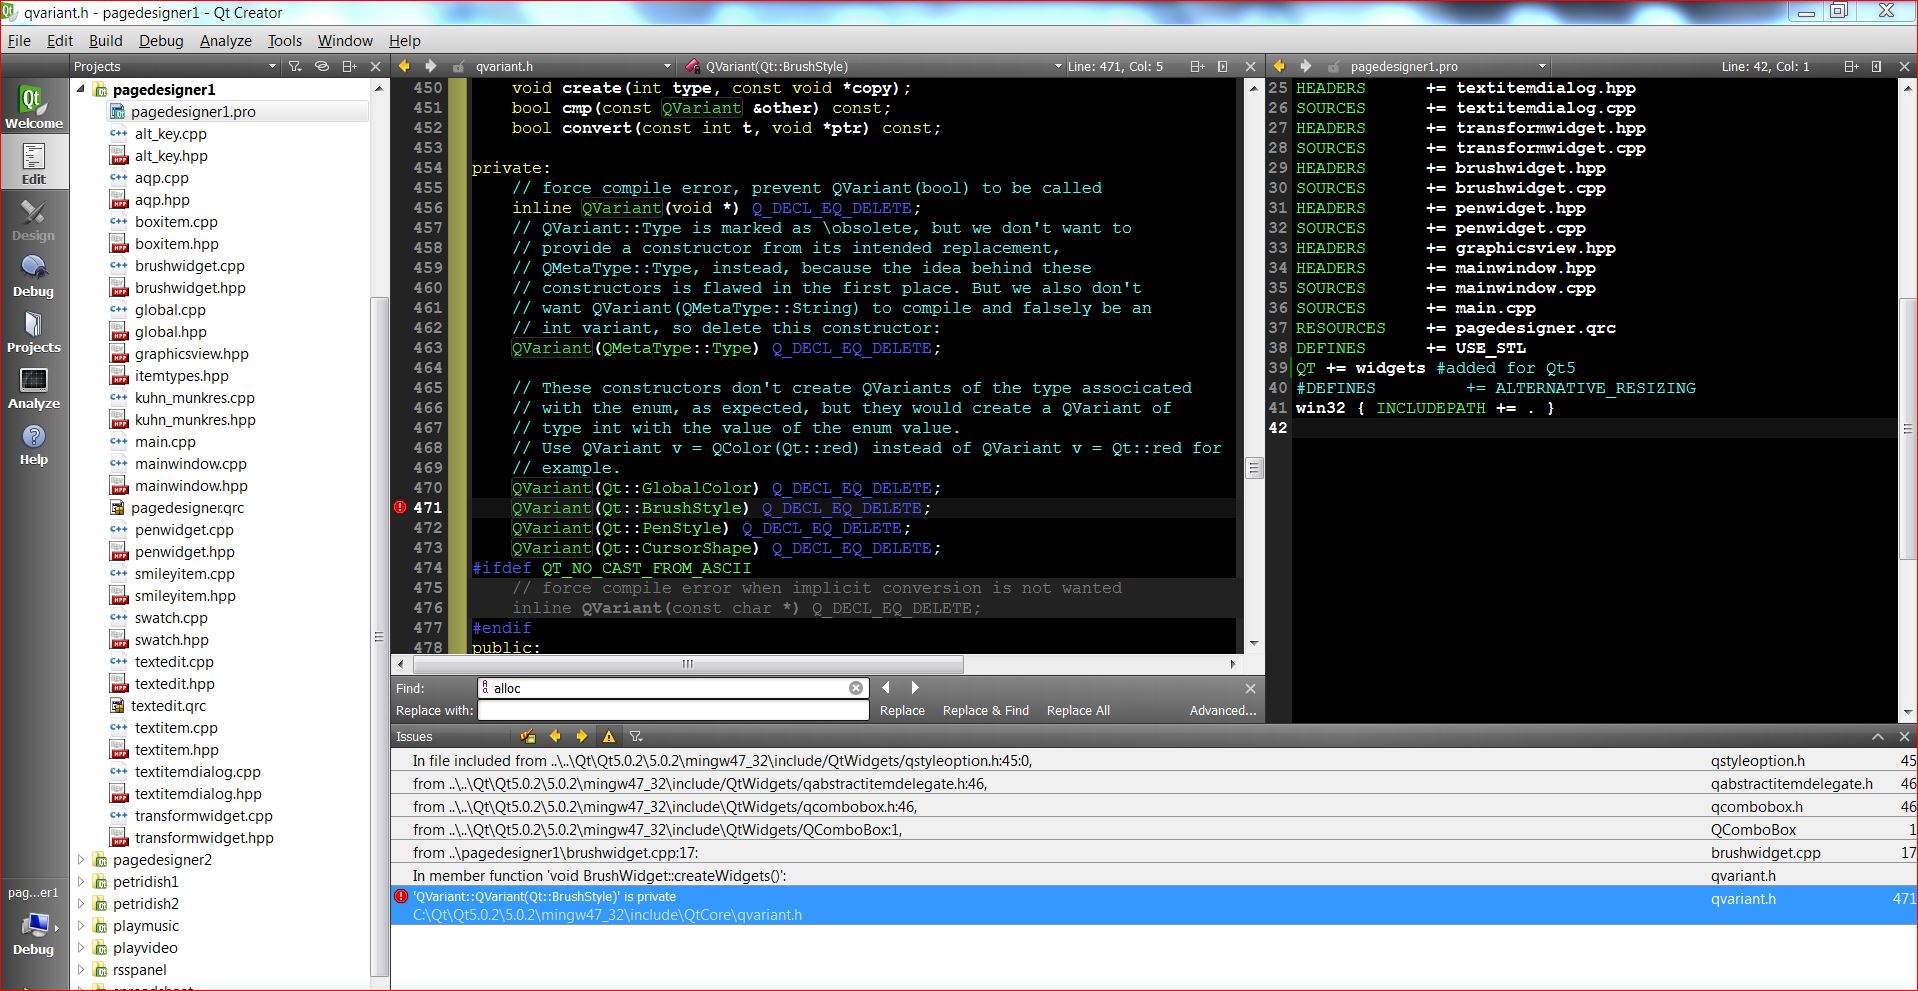 qvariant.h - pagedesigner1 - Qt Creator
File Edit Build Debug Analyze Tools Window Help
Projects
qvariant.h
QVariant(Qt::BrushStyle)
Line: 471, Col: 5
pagedesigner1.pro
Line: 42, Col: 1
Welcome
Edit
Design
Debug
Projects
Analyze
Help
pag...er1
Debug
pagedesigner1
pagedesigner1.pro
alt_key.cpp
alt_key.hpp
aqp.cpp
aqp.hpp
boxitem.cpp
boxitem.hpp
brushwidget.cpp
brushwidget.hpp
global.cpp
global.hpp
graphicsview.hpp
itemtypes.hpp
kuhn_munkres.cpp
kuhn_munkres.hpp
main.cpp
mainwindow.cpp
mainwindow.hpp
pagedesigner.qrc
penwidget.cpp
penwidget.hpp
smileyitem.cpp
smileyitem.hpp
swatch.cpp
swatch.hpp
textedit.cpp
textedit.hpp
textedit.qrc
textitem.cpp
textitem.hpp
textitemdialog.cpp
textitemdialog.hpp
transformwidget.cpp
transformwidget.hpp
pagedesigner2
petridish1
petridish2
playmusic
playvideo
rsspanel
450 void create(int type, const void *copy);
451 bool cmp(const QVariant &other) const;
452 bool convert(const int t, void *ptr) const;
453
454 private:
455 // force compile error, prevent QVariant(bool) to be called
456 inline QVariant(void *) Q_DECL_EQ_DELETE;
457 // QVariant::Type is marked as \obsolete, but we don't want to
458 // provide a constructor from its intended replacement,
459 // QMetaType::Type, instead, because the idea behind these
460 // constructors is flawed in the first place. But we also don't
461 // want QVariant(QMetaType::String) to compile and falsely be an
462 // int variant, so delete this constructor:
463 QVariant(QMetaType::Type) Q_DECL_EQ_DELETE;
464
465 // These constructors don't create QVariants of the type associcated
466 // with the enum, as expected, but they would create a QVariant of
467 // type int with the value of the enum value.
468 // Use QVariant v = QColor(Qt::red) instead of QVariant v = Qt::red for
469 // example.
470 QVariant(Qt::GlobalColor) Q_DECL_EQ_DELETE;
471 QVariant(Qt::BrushStyle) Q_DECL_EQ_DELETE;
472 QVariant(Qt::PenStyle) Q_DECL_EQ_DELETE;
473 QVariant(Qt::CursorShape) Q_DECL_EQ_DELETE;
474 #ifdef QT_NO_CAST_FROM_ASCII
475 // force compile error when implicit conversion is not wanted
476 inline QVariant(const char *) Q_DECL_EQ_DELETE;
477 #endif
478 public:
25 HEADERS += textitemdialog.hpp
26 SOURCES += textitemdialog.cpp
27 HEADERS += transformwidget.hpp
28 SOURCES += transformwidget.cpp
29 HEADERS += brushwidget.hpp
30 SOURCES += brushwidget.cpp
31 HEADERS += penwidget.hpp
32 SOURCES += penwidget.cpp
33 HEADERS += graphicsview.hpp
34 HEADERS += mainwindow.hpp
35 SOURCES += mainwindow.cpp
36 SOURCES += main.cpp
37 RESOURCES += pagedesigner.qrc
38 DEFINES += USE_STL
39 QT += widgets #added for Qt5
40 #DEFINES += ALTERNATIVE_RESIZING
41 win32 { INCLUDEPATH += . }
42
Find: alloc
Replace with: Replace Replace & Find Replace All Advanced...
Issues
In file included from ..\..\Qt\Qt5.0.2\5.0.2\mingw47_32\include/QtWidgets/qstyleoption.h:45:0, qstyleoption.h 45
from ..\..\Qt\Qt5.0.2\5.0.2\mingw47_32\include/QtWidgets/qabstractitemdelegate.h:46, qabstractitemdelegate.h 46
from ..\..\Qt\Qt5.0.2\5.0.2\mingw47_32\include\QtWidgets/qcombobox.h:46, qcombobox.h 46
from ..\..\Qt\Qt5.0.2\5.0.2\mingw47_32\include\QtWidgets/QComboBox:1, QComboBox 1
from ..\pagedesigner1\brushwidget.cpp:17: brushwidget.cpp 17
In member function 'void BrushWidget::createWidgets()': qvariant.h
'QVariant::QVariant(Qt::BrushStyle)' is private qvariant.h 471
C:\Qt\Qt5.0.2\5.0.2\mingw47_32\include\QtCore\qvariant.h